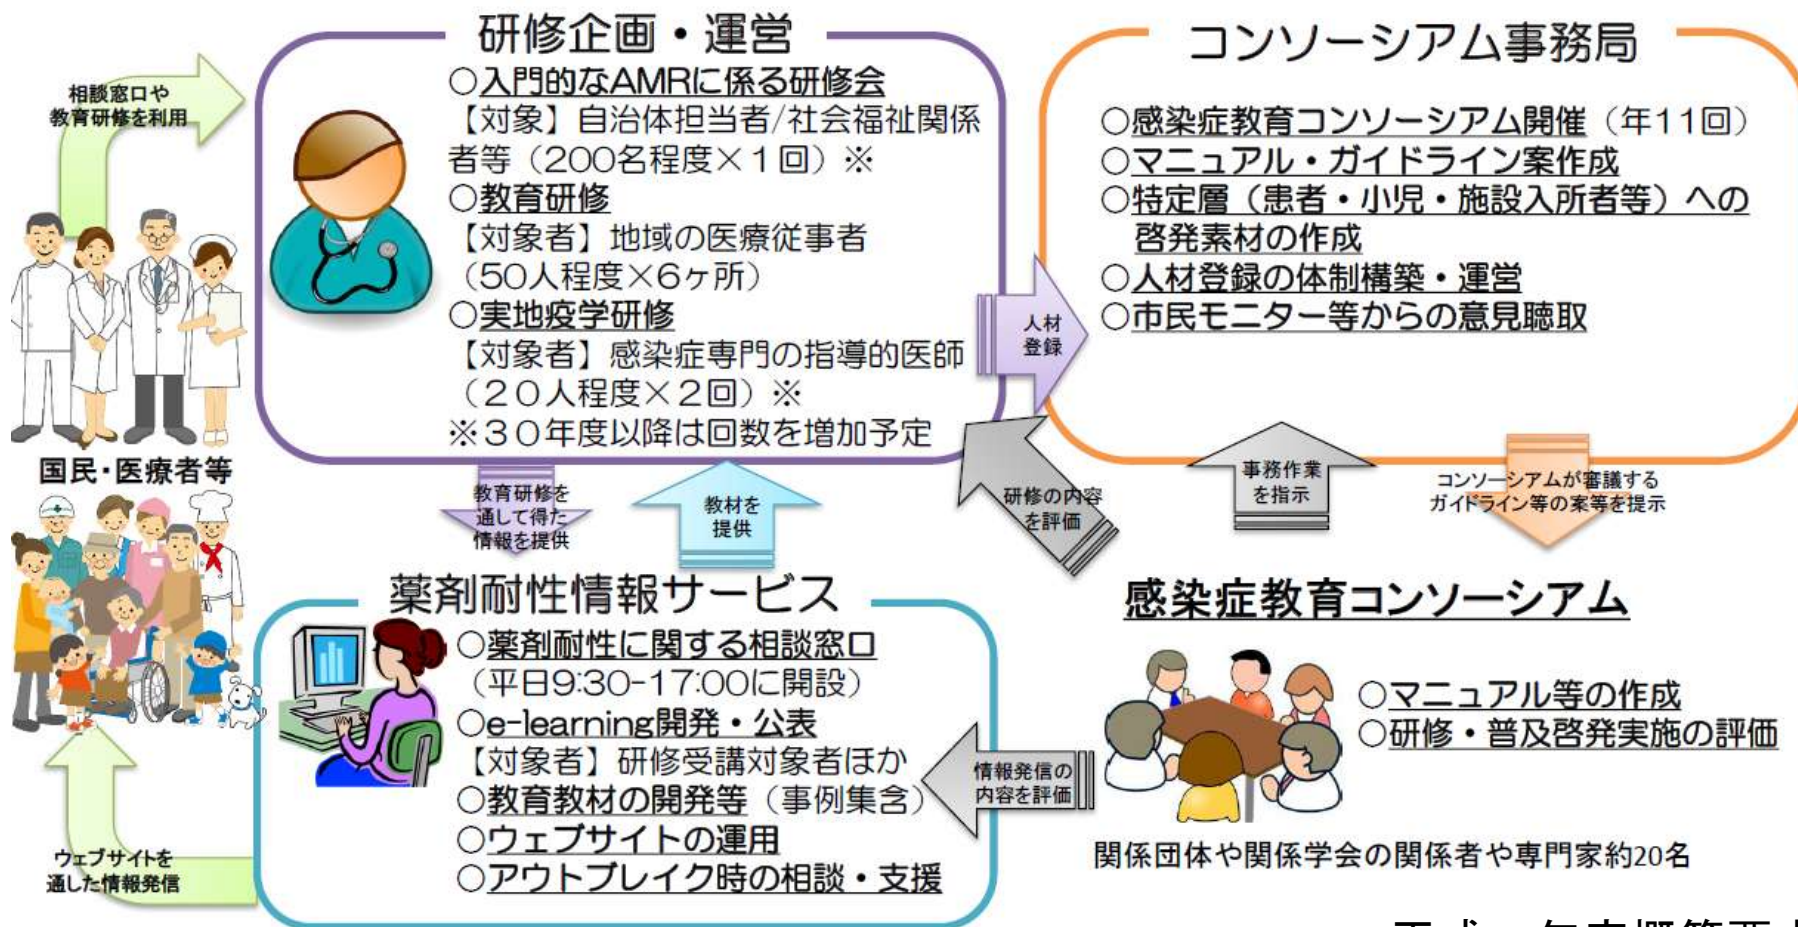 相談窓口や
教育研修を利用
国民・医療者等
ウェブサイトを
通した情報発信
研修企画・運営
○入門的なAMRに係る研修会
【対象】自治体担当者/社会福祉関係
者等（200名程度×1回）※
○教育研修
【対象者】地域の医療従事者
（50人程度×6ヶ所）
○実地疫学研修
【対象者】感染症専門の指導的医師
（２０人程度×２回）※
※３０年度以降は回数を増加予定
人材
登録
コンソーシアム事務局
○感染症教育コンソーシアム開催（年11回）
○マニュアル・ガイドライン案作成
○特定層（患者・小児・施設入所者等）への
啓発素材の作成
○人材登録の体制構築・運営
○市民モニター等からの意見聴取
教育研修を
通して得た
情報を提供
教材を
提供
研修の内容
を評価
事務作業
を指示
コンソーシアムが審議する
ガイドライン等の案等を提示
薬剤耐性情報サービス
○薬剤耐性に関する相談窓口
（平日9:30-17:00に開設）
○e-learning開発・公表
【対象者】研修受講対象者ほか
○教育教材の開発等（事例集含）
○ウェブサイトの運用
○アウトブレイク時の相談・支援
情報発信の
内容を評価
感染症教育コンソーシアム
○マニュアル等の作成
○研修・普及啓発実施の評価
関係団体や関係学会の関係者や専門家約20名